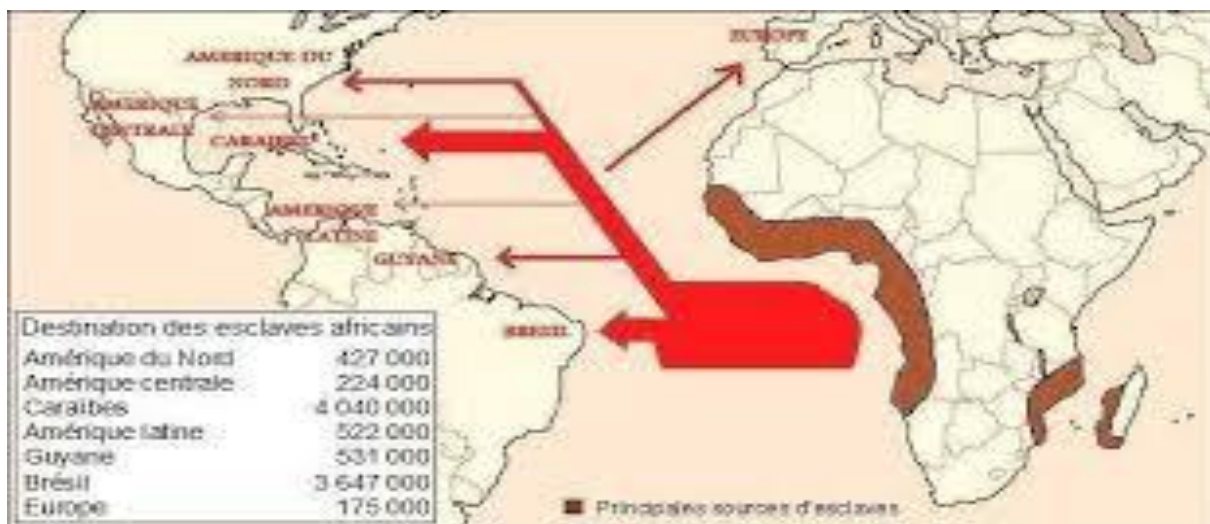 EUROPE
AMERIQUE DU
NORD
AMERIQUE
CENTRALE
CARAIBES
AMERIQUE
LATINE
GUYANE
BRESIL
Destination des esclaves africains
Amérique du Nord 427 000
Amérique centrale 224 000
Caraïbes 4 040 000
Amérique latine 522 000
Guyane 531 000
Brésil 3 647 000
Europe 175 000
Principales sources d'esclaves